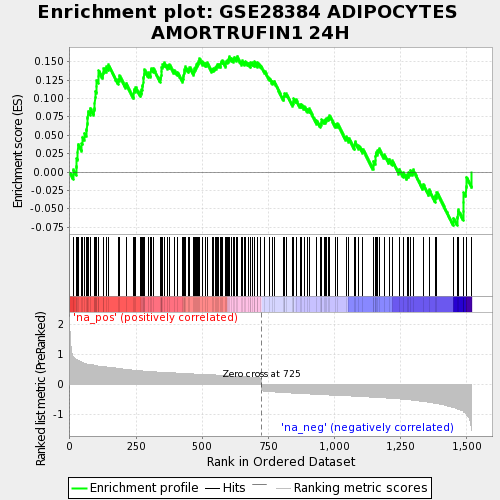 Enrichment plot: GSE28384 ADIPOCYTES
AMORTRUFIN1 24H
Enrichment score (ES)
0.150
0.125
0.100
0.075
0.050
0.025
0.000
-0.025
-0.050
-0.075
'na_pos' (positively correlated)
Ranked list metric (PreRanked)
2
1
0
-1
Zero cross at 725
'na_neg' (negatively correlated)
0
250
500
750
1,000
1,250
1,500
Rank in Ordered Dataset
Enrichment profile
Hits
Ranking metric scores